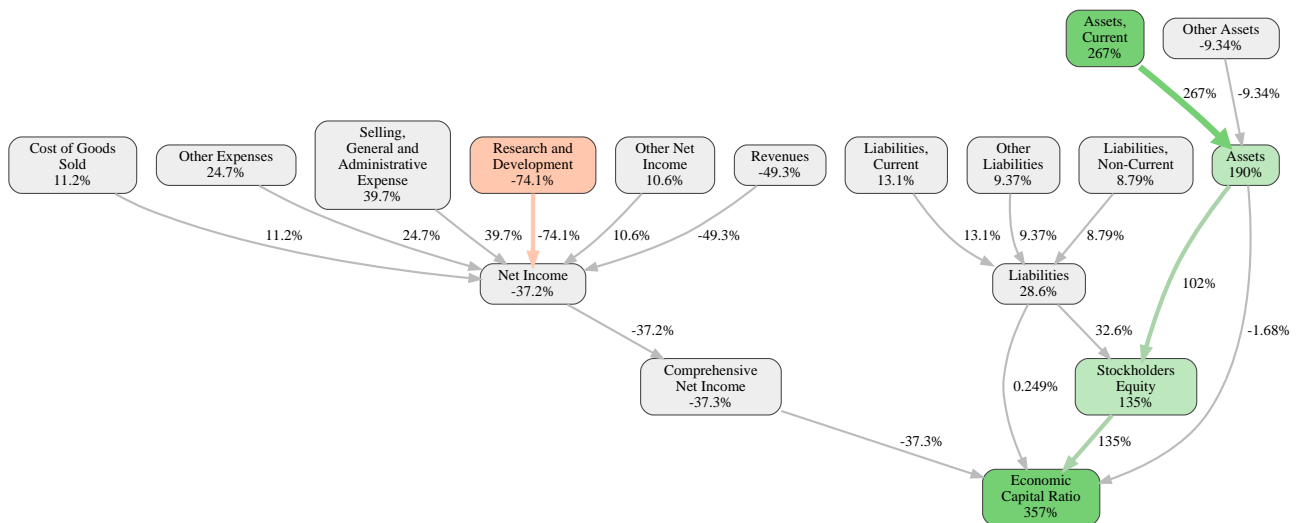 Assets,
Current
267%
Other Assets
-9.34%
267%
-9.34%
Cost of Goods
Sold
11.2%
Other Expenses
24.7%
Selling,
General and
Administrative
Expense
39.7%
Research and
Development
-74.1%
Other Net
Income
10.6%
Revenues
-49.3%
Liabilities,
Current
13.1%
Other
Liabilities
9.37%
Liabilities,
Non-Current
8.79%
Assets
190%
11.2%
24.7%
39.7%
-74.1%
10.6%
-49.3%
13.1%
9.37%
8.79%
Net Income
-37.2%
Liabilities
28.6%
102%
-37.2%
32.6%
-1.68%
Comprehensive
Net Income
-37.3%
0.249%
Stockholders
Equity
135%
-37.3%
135%
Economic
Capital Ratio
357%